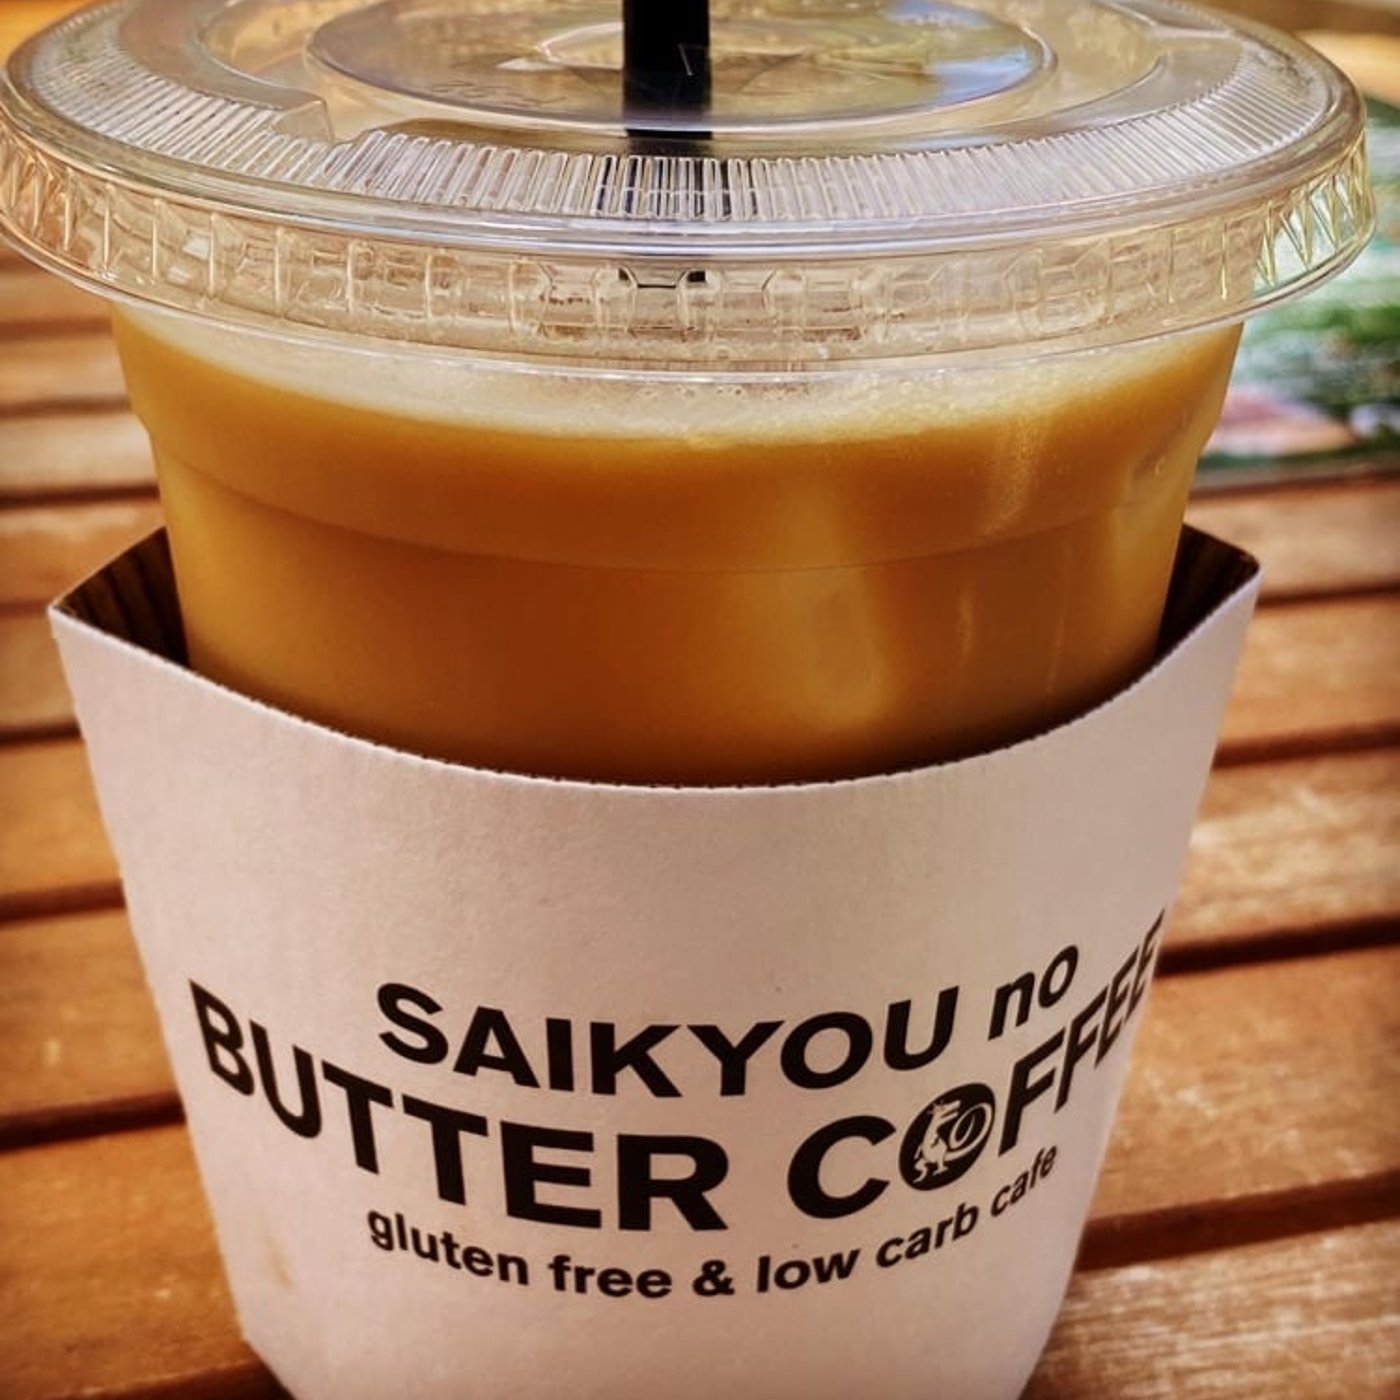 SAIKYOU no
BUTTER COFFEE
gluten free & low carb cafe